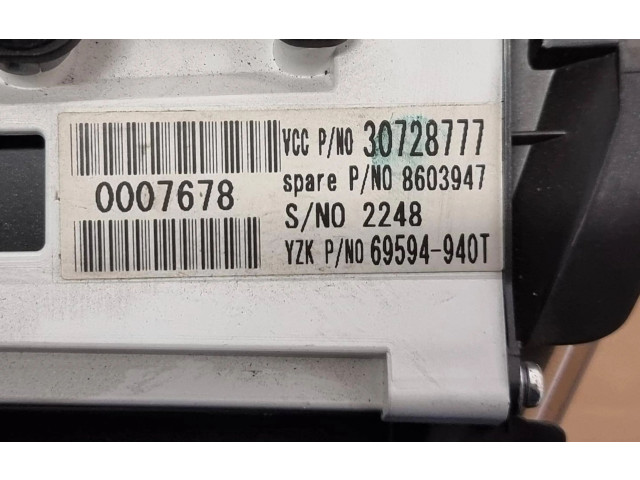 VCC P/NO 30728777
0007678
spare P/NO 8603947
S/NO 2248
YZK P/NO 69594-940T